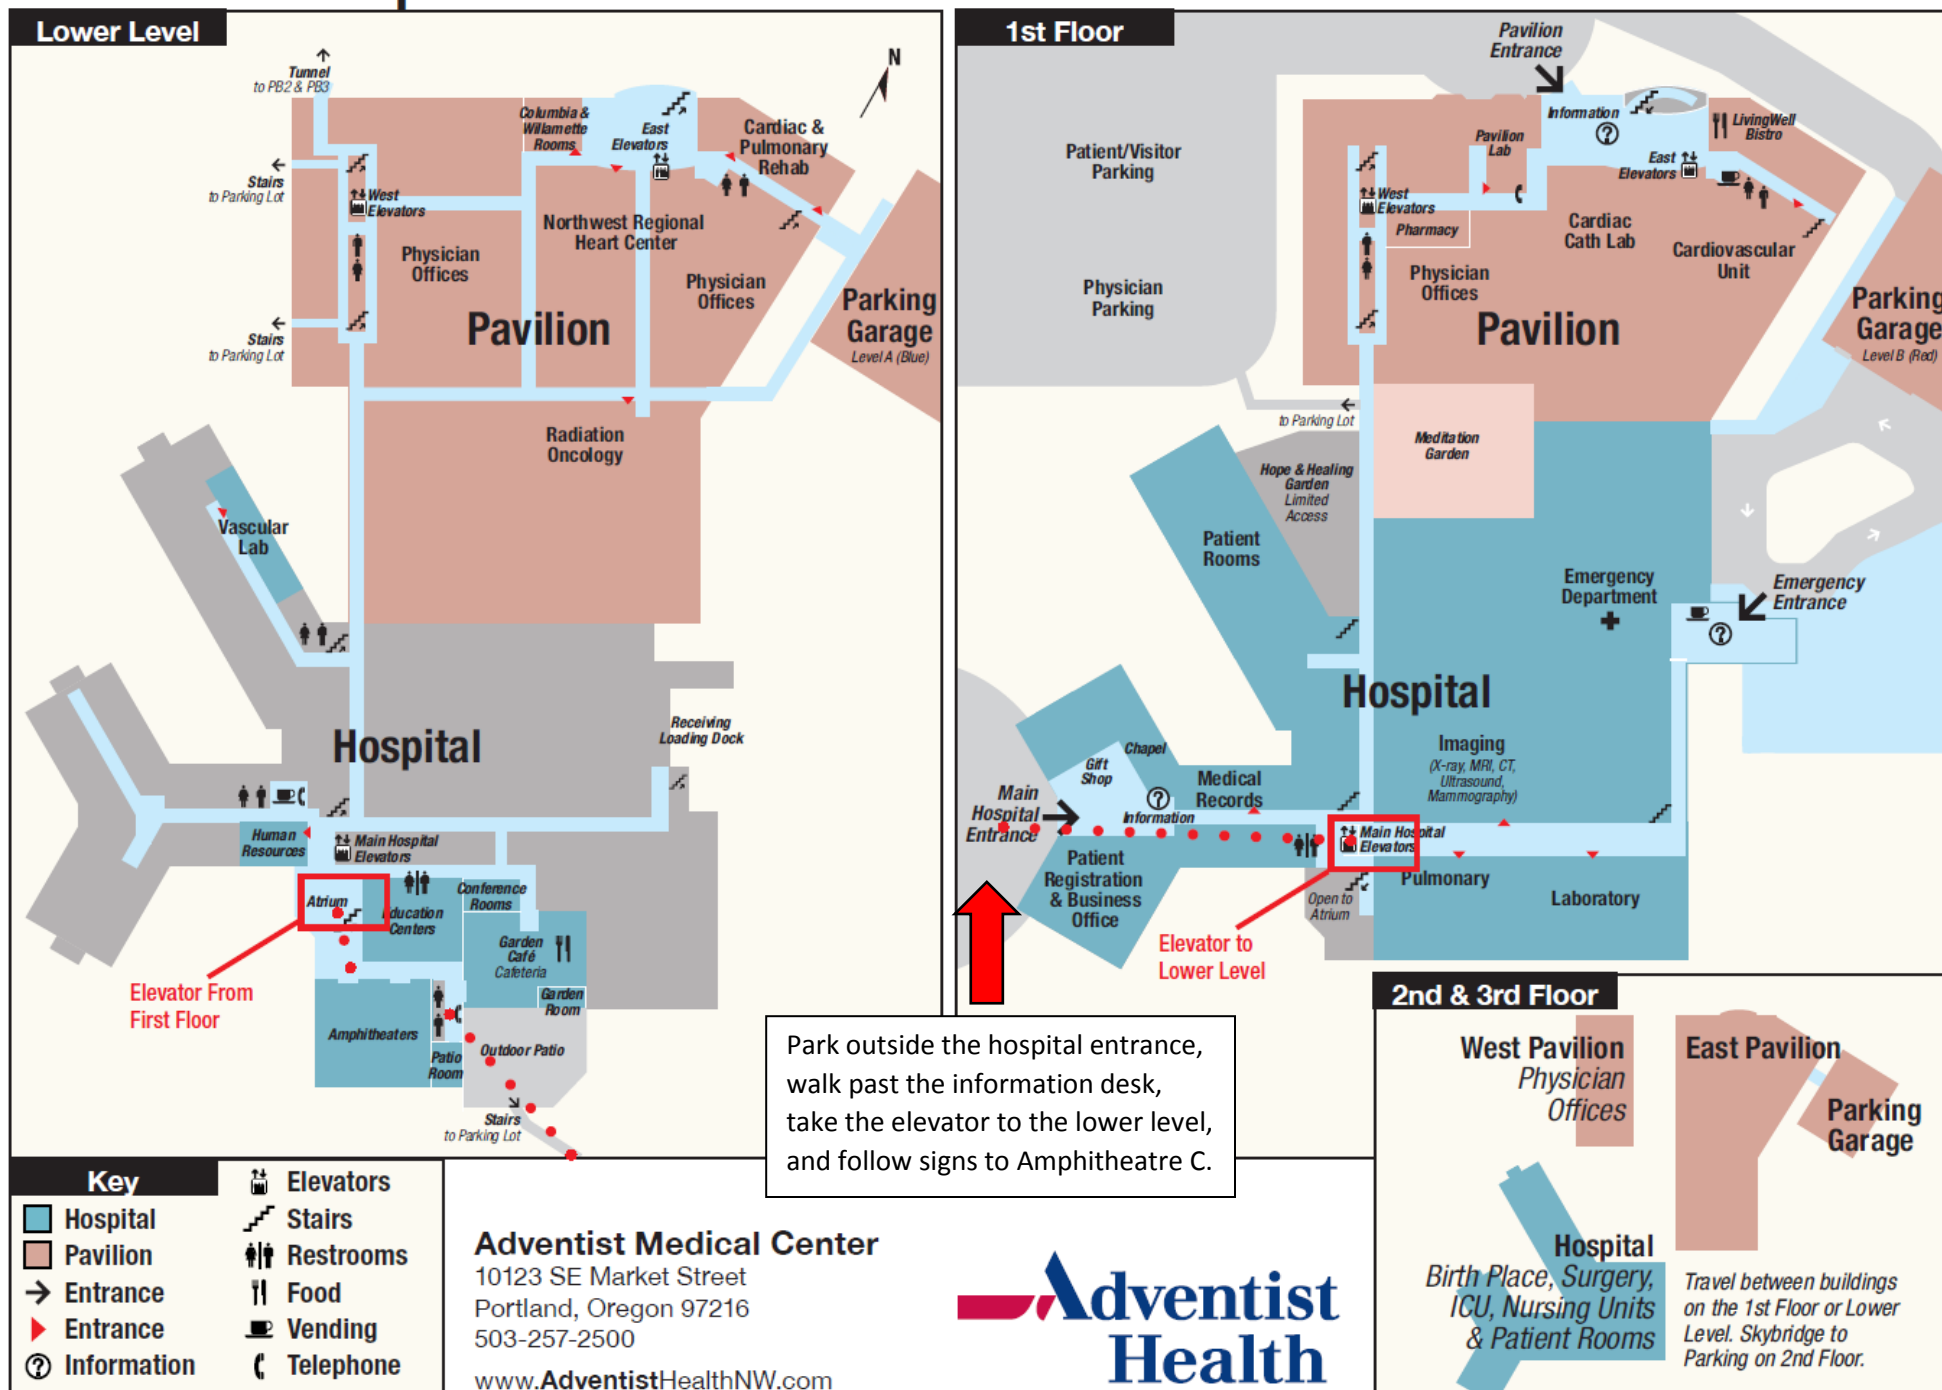 Lower Level
N
Tunnel
to PB2 & PB3
Columbia &
Willamette
Rooms
East
Elevators
Cardiac &
Pulmonary
Rehab
Stairs
to Parking Lot
West
Elevators
Northwest Regional
Heart Center
Physician
Offices
Physician
Offices
Parking
Garage
Level A (Blue)
Pavilion
Stairs
to Parking Lot
Radiation
Oncology
Vascular
Lab
Receiving
Loading Dock
Hospital
Human
Resources
Main Hospital
Elevators
Atrium
Education
Centers
Conference
Rooms
Garden
Café
Cafeteria
Garden
Room
Elevator From
First Floor
Amphitheaters
Patio
Room
Outdoor Patio
Stairs
to Parking Lot
1st Floor
Pavilion
Entrance
Information
LivingWell
Bistro
Patient/Visitor
Parking
Pavilion
Lab
East
Elevators
West
Elevators
Pharmacy
Cardiac
Cath Lab
Cardiovascular
Unit
Physician
Parking
Physician
Offices
Parking
Garage
Level B (Red)
Pavilion
to Parking Lot
Meditation
Garden
Hope & Healing
Garden
Limited
Access
Patient
Rooms
Emergency
Department
Emergency
Entrance
Hospital
Chapel
Gift
Shop
Medical
Records
Imaging
(X-ray, MRI, CT,
Ultrasound,
Mammography)
Main
Hospital
Entrance
Information
Main Hospital
Elevators
Patient
Registration
& Business
Office
Pulmonary
Open to
Atrium
Laboratory
Elevator to
Lower Level
Park outside the hospital entrance,
walk past the information desk,
take the elevator to the lower level,
and follow signs to Amphitheatre C.
2nd & 3rd Floor
West Pavilion
Physician
Offices
East Pavilion
Parking
Garage
Hospital
Birth Place, Surgery,
ICU, Nursing Units
& Patient Rooms
Travel between buildings
on the 1st Floor or Lower
Level. Skybridge to
Parking on 2nd Floor.
Key
Hospital
Pavilion
Entrance
Entrance
Information
Elevators
Stairs
Restrooms
Food
Vending
Telephone
Adventist Medical Center
10123 SE Market Street
Portland, Oregon 97216
503-257-2500
www.AdventistHealthNW.com
Adventist
Health